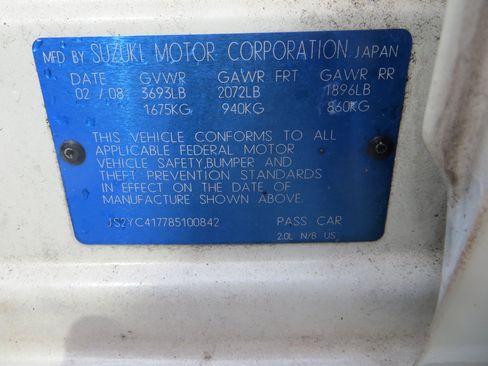 MFD BY SUZUKI MOTOR CORPORATION JAPAN
DATE GVWR GAWR FRT GAWR RR
02 / 08 3693LB 2072LB 1896LB
1675KG 940KG 860KG
THIS VEHICLE CONFORMS TO ALL
APPLICABLE FEDERAL MOTOR
VEHICLE SAFETY,BUMPER AND
THEFT PREVENTION STANDARDS
IN EFFECT ON THE DATE OF
MANUFACTURE SHOWN ABOVE.
JS2YC417785100842 PASS CAR
2.0L N/B US